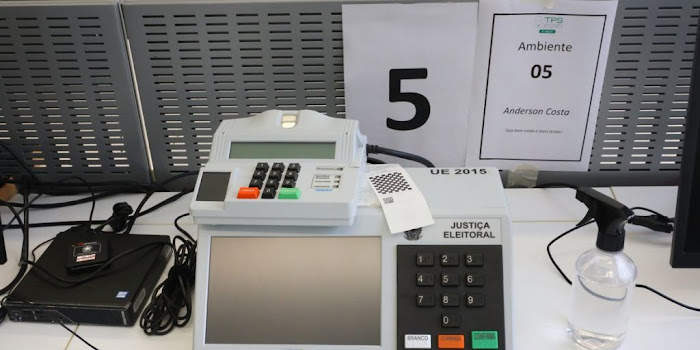 TPS
Ambiente
05
Anderson Costa
5
UE 2015
JUSTIÇA
ELEITORAL
1 2 3
4 5 6
7 8 9
0
BRANCO CORRIGE CONFIRMA